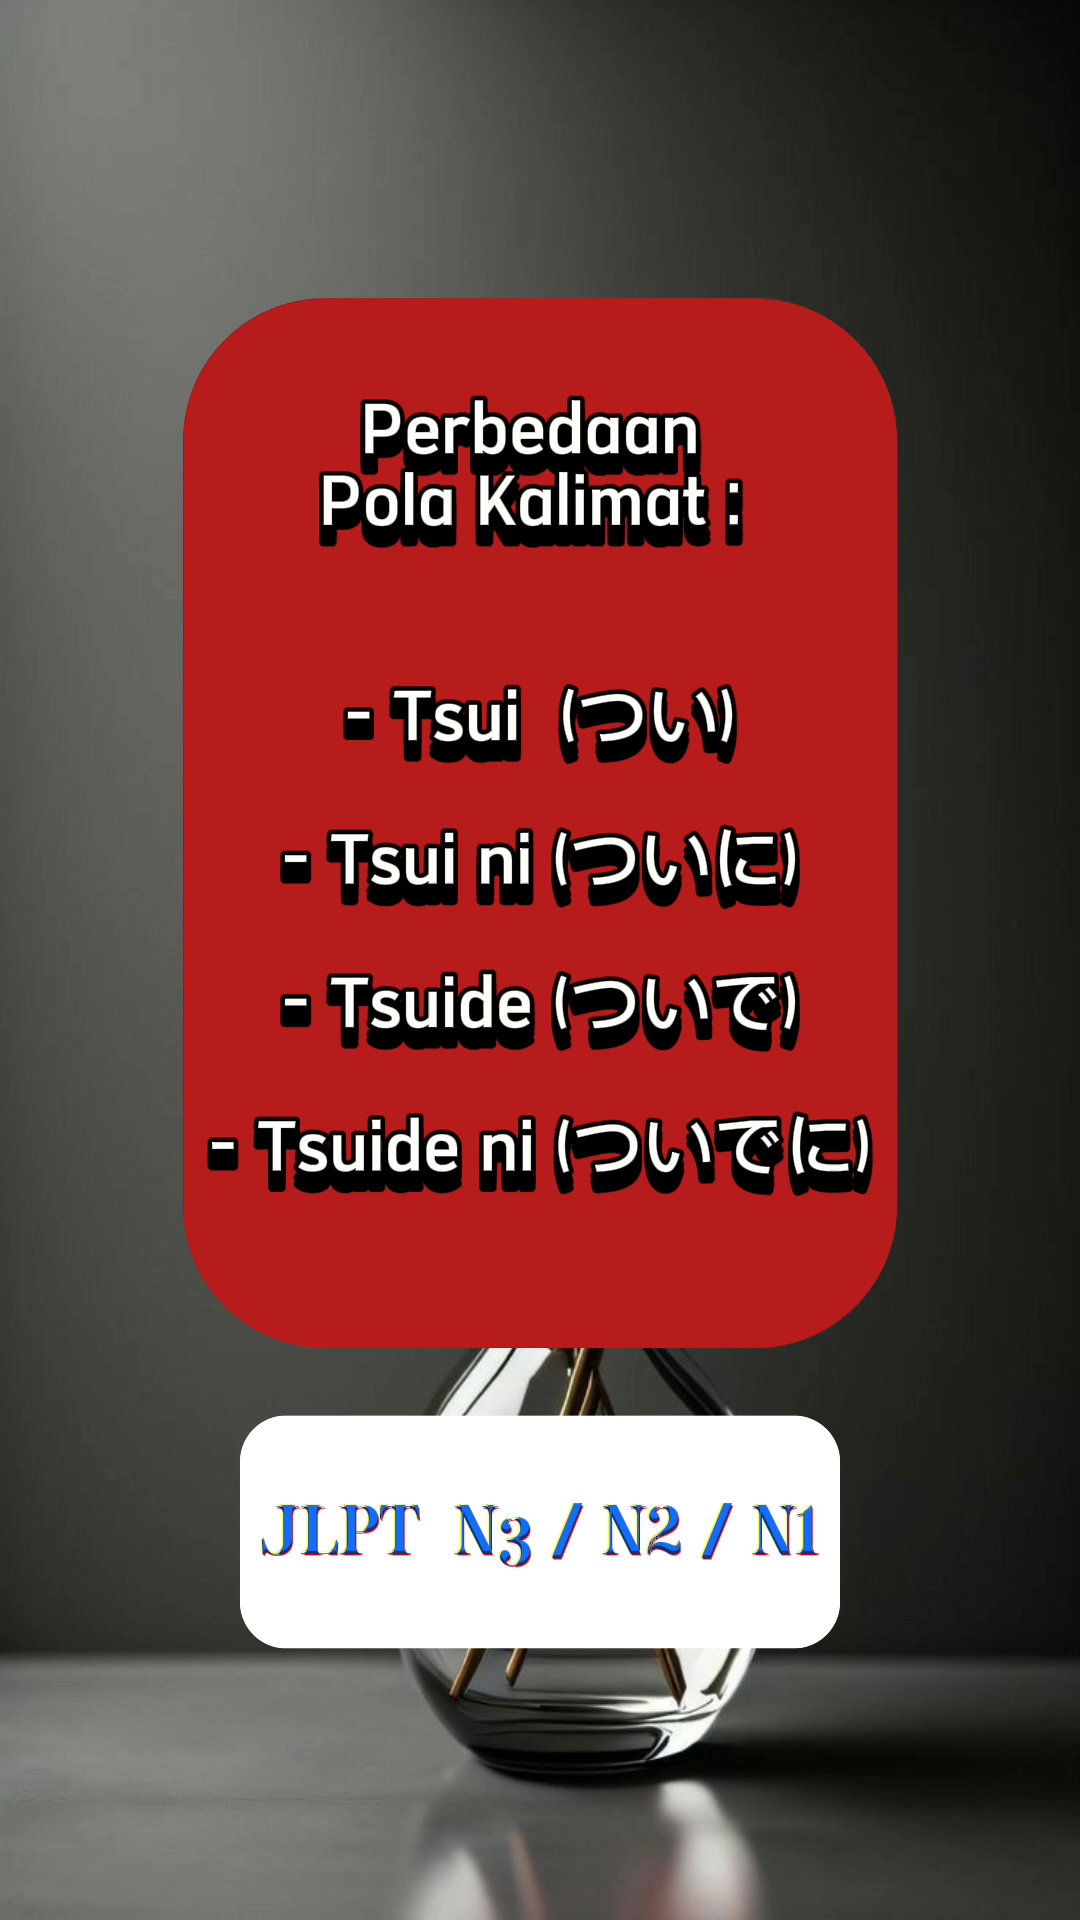 Perbedaan
Pola Kalimat :
- Tsui (つい)
- Tsui ni (ついに)
- Tsuide (ついで)
- Tsuide ni (ついでに)
JLPT N3 / N2 / N1